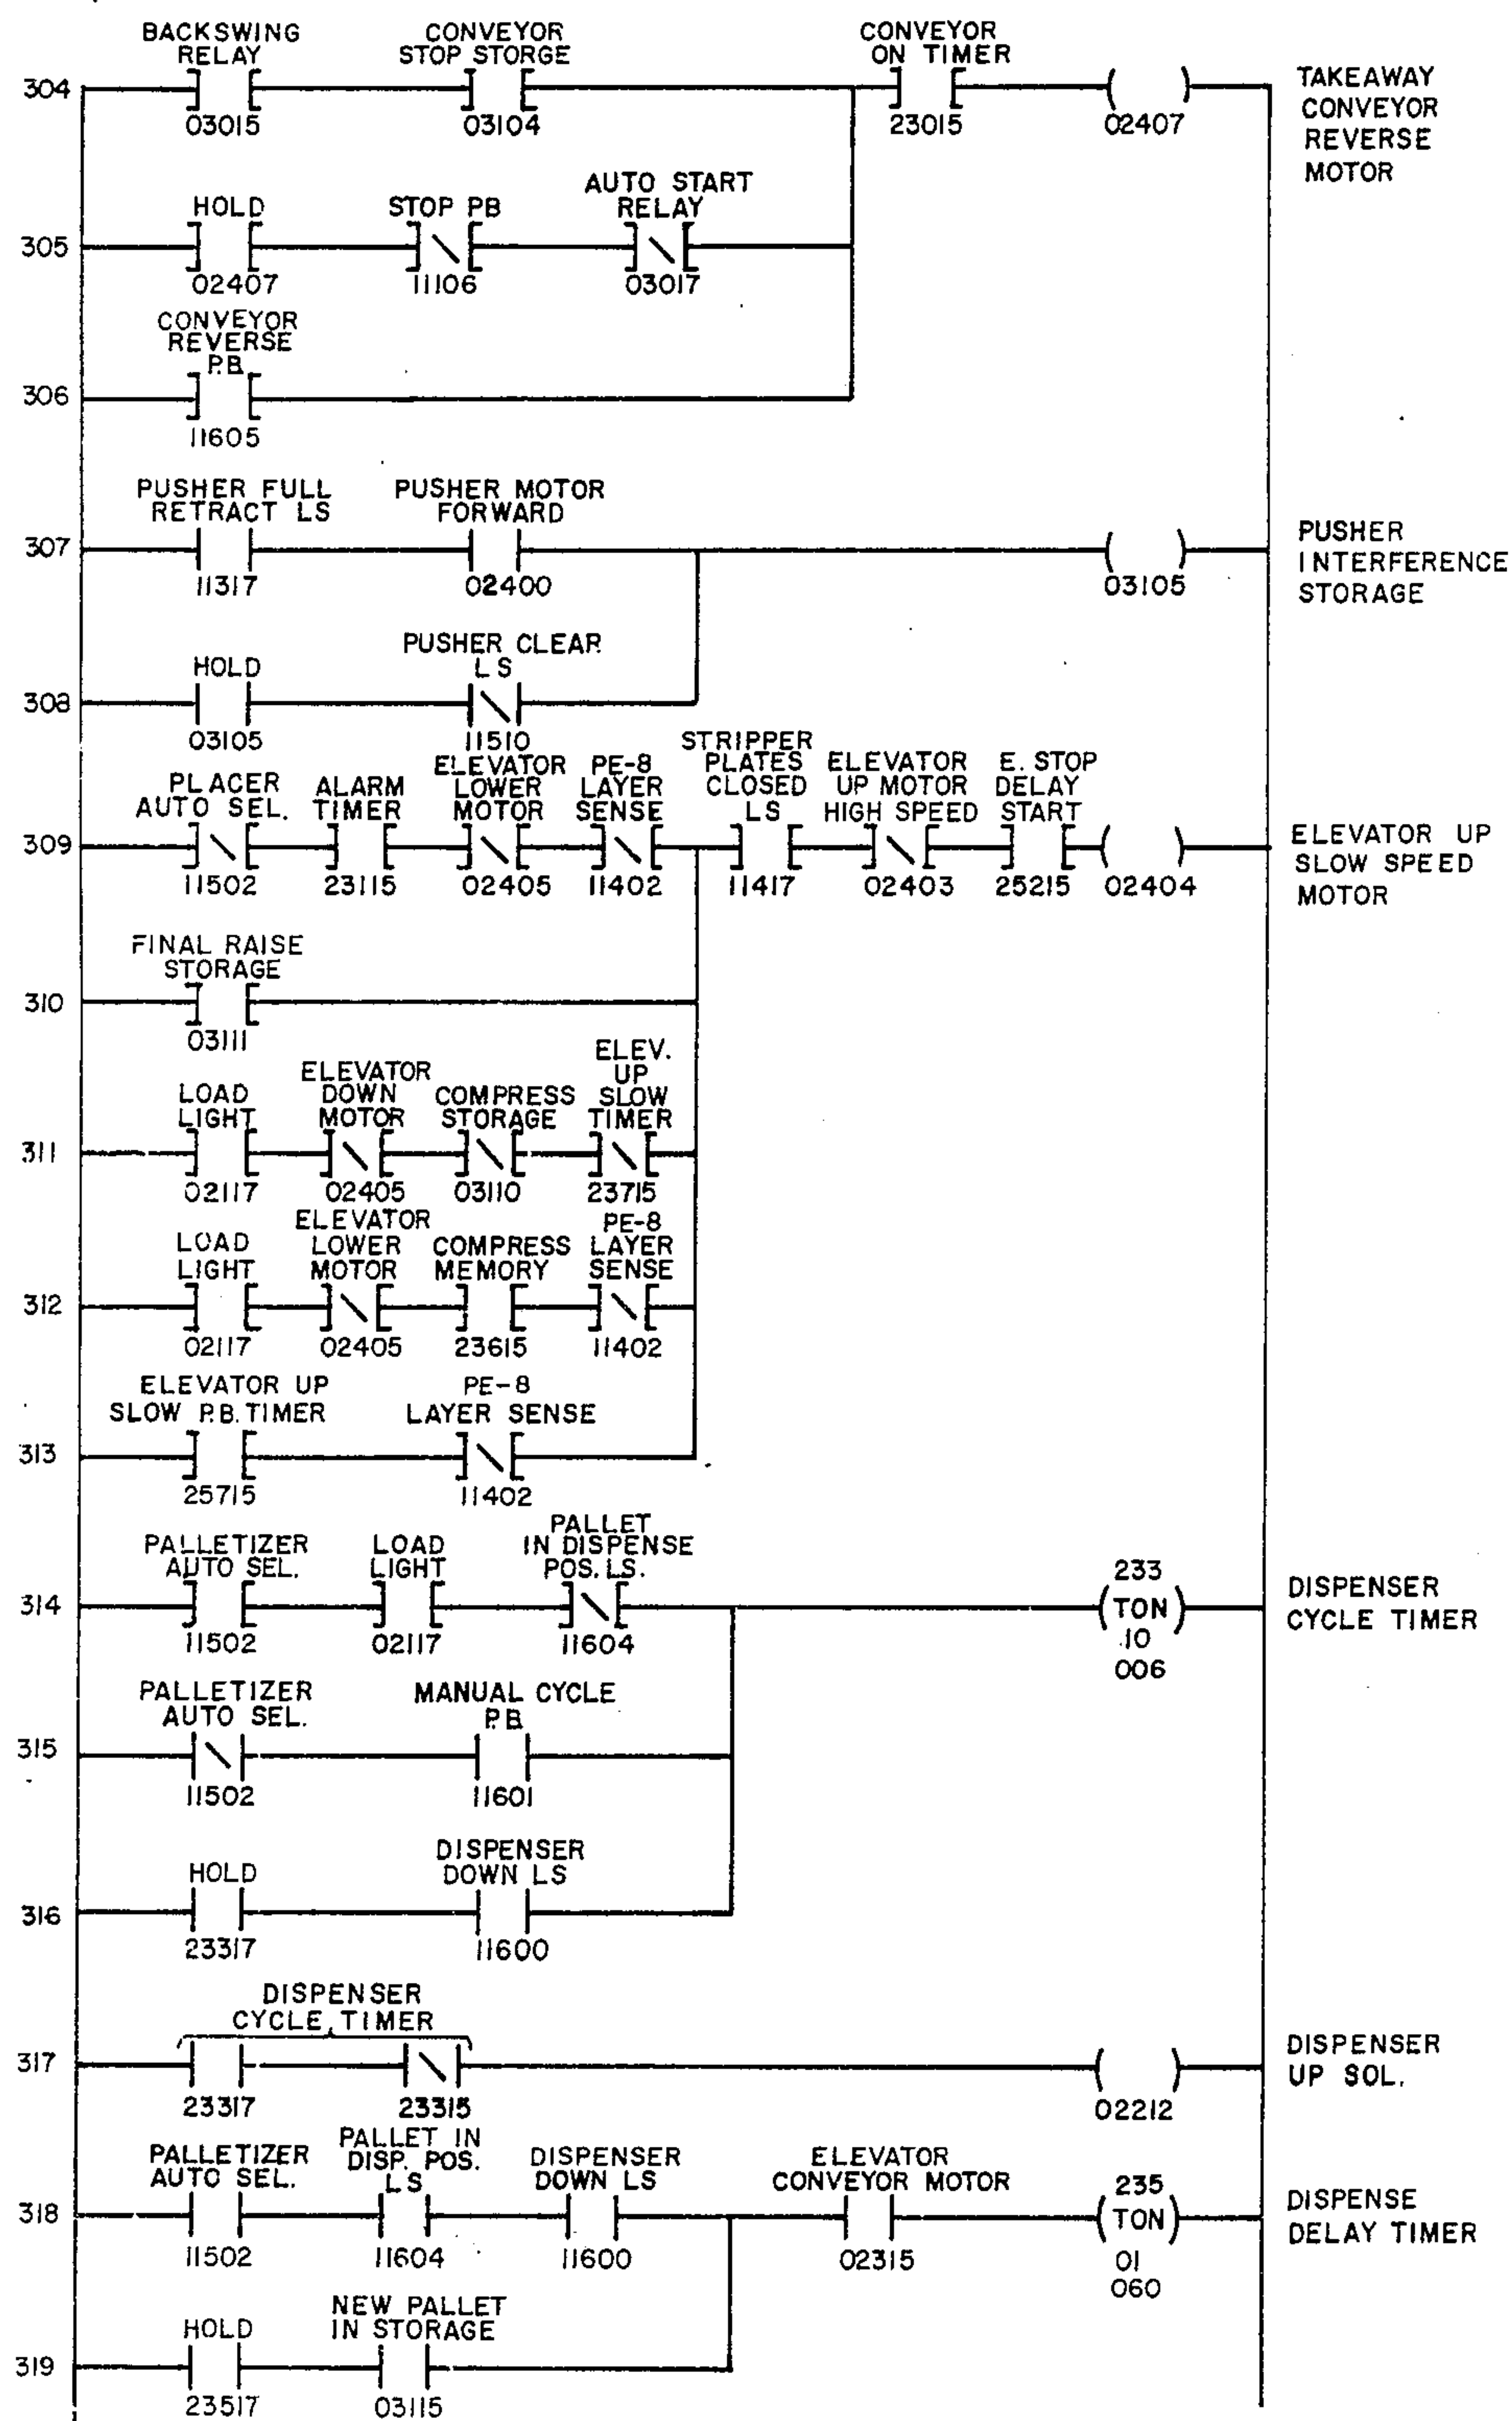 BACKSWING
RELAY
CONVEYOR
STOP STORGE
CONVEYOR
ON TIMER
304
03015
03104
23015
02407
TAKEAWAY
CONVEYOR
REVERSE
MOTOR
HOLD
STOP PB
AUTO START
RELAY
305
02407
11106
03017
CONVEYOR
REVERSE
P.B.
306
11605
PUSHER FULL
RETRACT LS
PUSHER MOTOR
FORWARD
307
11317
02400
03105
PUSHER
INTERFERENCE
STORAGE
HOLD
PUSHER CLEAR
LS
308
03105
11510
PLACER
AUTO SEL.
ALARM
TIMER
ELEVATOR
LOWER
MOTOR
PE-8
LAYER
SENSE
STRIPPER
PLATES
CLOSED
LS
ELEVATOR
UP MOTOR
HIGH SPEED
E. STOP
DELAY
START
309
11502
23115
02405
11402
11417
02403
25215
02404
ELEVATOR UP
SLOW SPEED
MOTOR
FINAL RAISE
STORAGE
310
03111
LOAD
LIGHT
ELEVATOR
DOWN
MOTOR
COMPRESS
STORAGE
ELEV.
UP
SLOW
TIMER
311
02117
02405
03110
23715
LOAD
LIGHT
ELEVATOR
LOWER
MOTOR
COMPRESS
MEMORY
PE-8
LAYER
SENSE
312
02117
02405
23615
11402
ELEVATOR UP
SLOW P.B. TIMER
PE-8
LAYER SENSE
313
25715
11402
PALLETIZER
AUTO SEL.
LOAD
LIGHT
PALLET
IN DISPENSE
POS. LS.
314
11502
02117
11604
233
TON
.10
006
DISPENSER
CYCLE TIMER
PALLETIZER
AUTO SEL.
MANUAL CYCLE
P.B.
315
11502
11601
HOLD
DISPENSER
DOWN LS
316
23317
11600
DISPENSER
CYCLE TIMER
317
23317
23315
02212
DISPENSER
UP SOL.
PALLETIZER
AUTO SEL.
PALLET IN
DISP. POS.
LS
DISPENSER
DOWN LS
ELEVATOR
CONVEYOR MOTOR
318
11502
11604
11600
02315
235
TON
01
060
DISPENSE
DELAY TIMER
HOLD
NEW PALLET
IN STORAGE
319
23517
03115